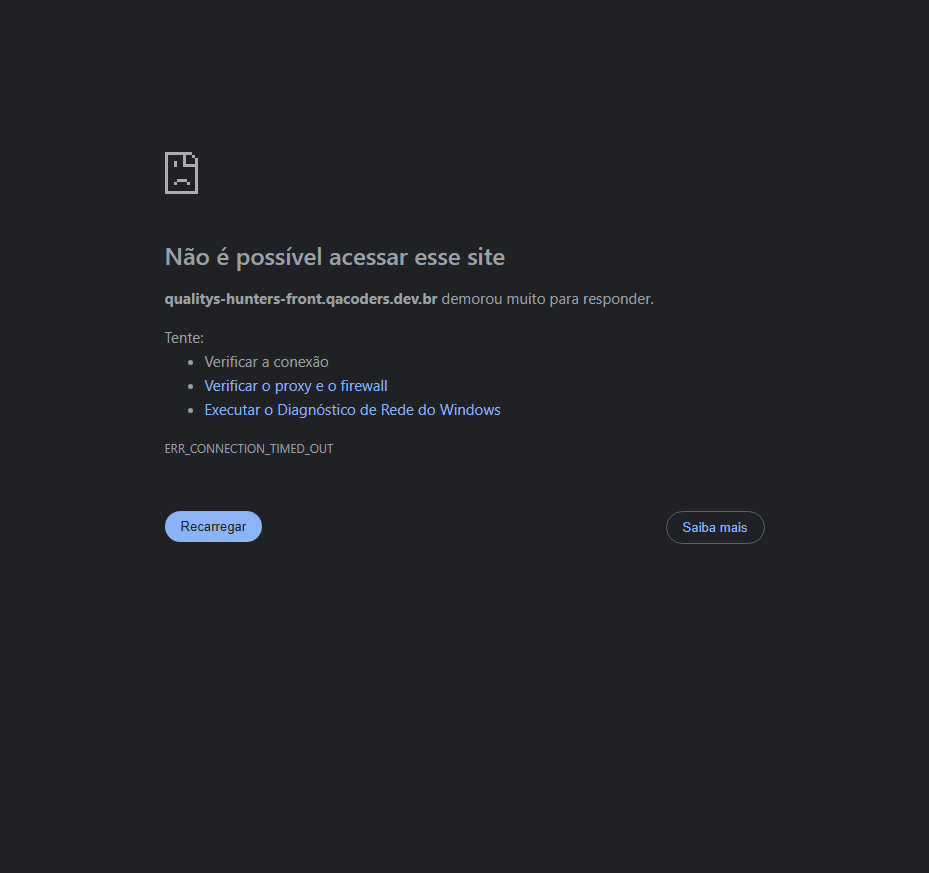 Não é possível acessar esse site
qualitys-hunters-front.qacoders.dev.br demorou muito para responder.
Tente:
Verificar a conexão
Verificar o proxy e o firewall
Executar o Diagnóstico de Rede do Windows
ERR_CONNECTION_TIMED_OUT
Recarregar
Saiba mais